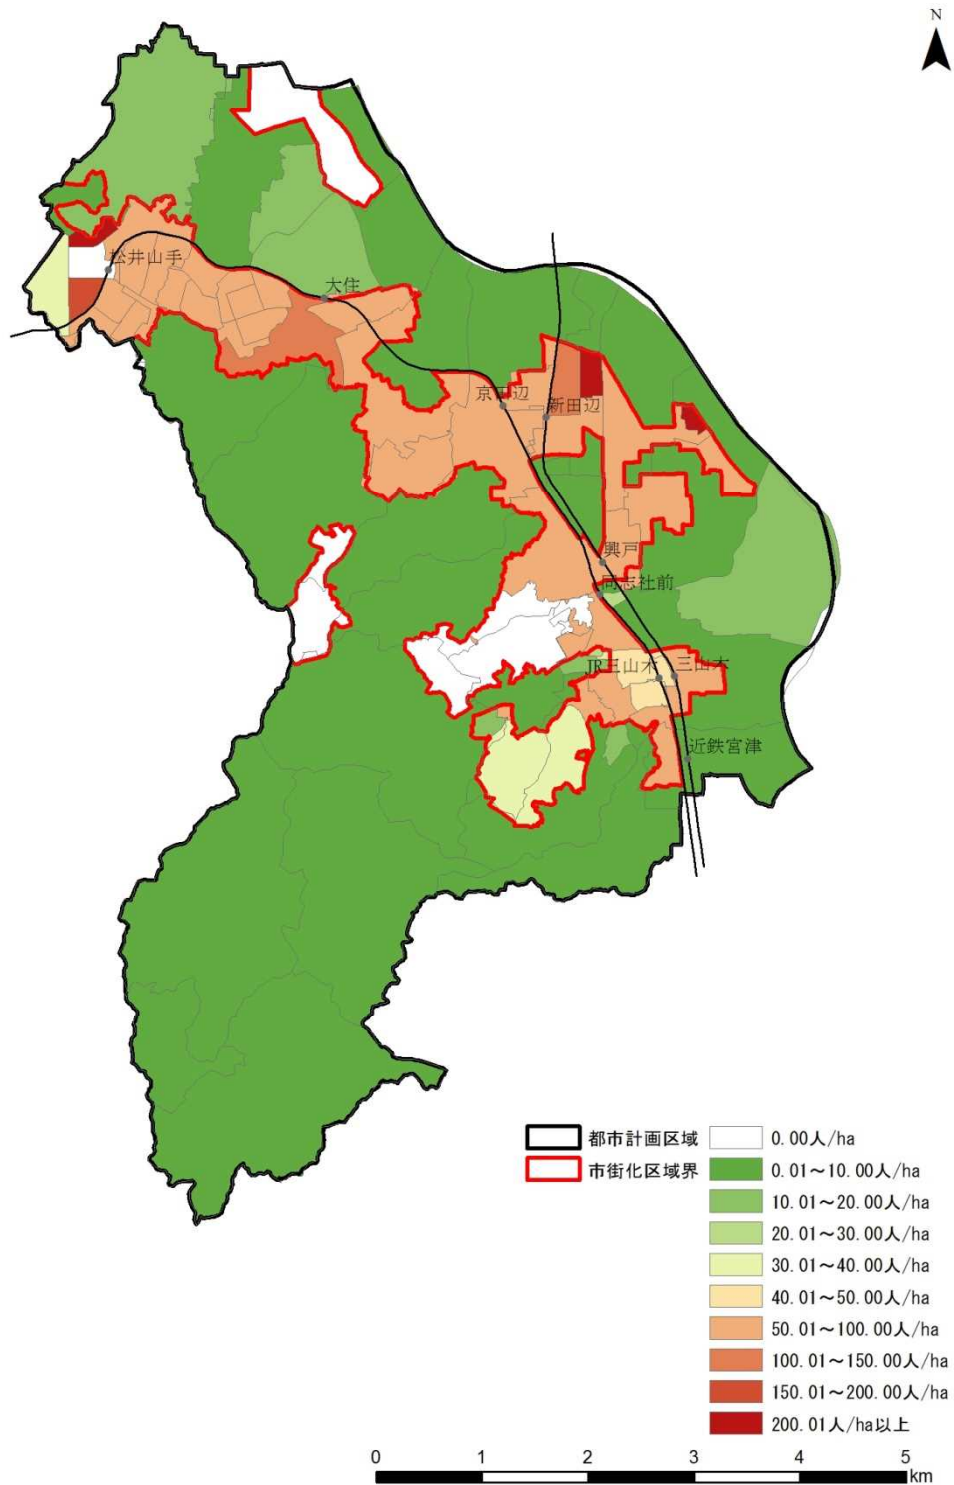 N
松井山手
大住
京田辺
新田辺
興戸
同志社前
JR三山木
三山木
近鉄宮津
都市計画区域
市街化区域界
0.00人/ha
0.01～10.00人/ha
10.01～20.00人/ha
20.01～30.00人/ha
30.01～40.00人/ha
40.01～50.00人/ha
50.01～100.00人/ha
100.01～150.00人/ha
150.01～200.00人/ha
200.01人/ha以上
0 1 2 3 4 5
km